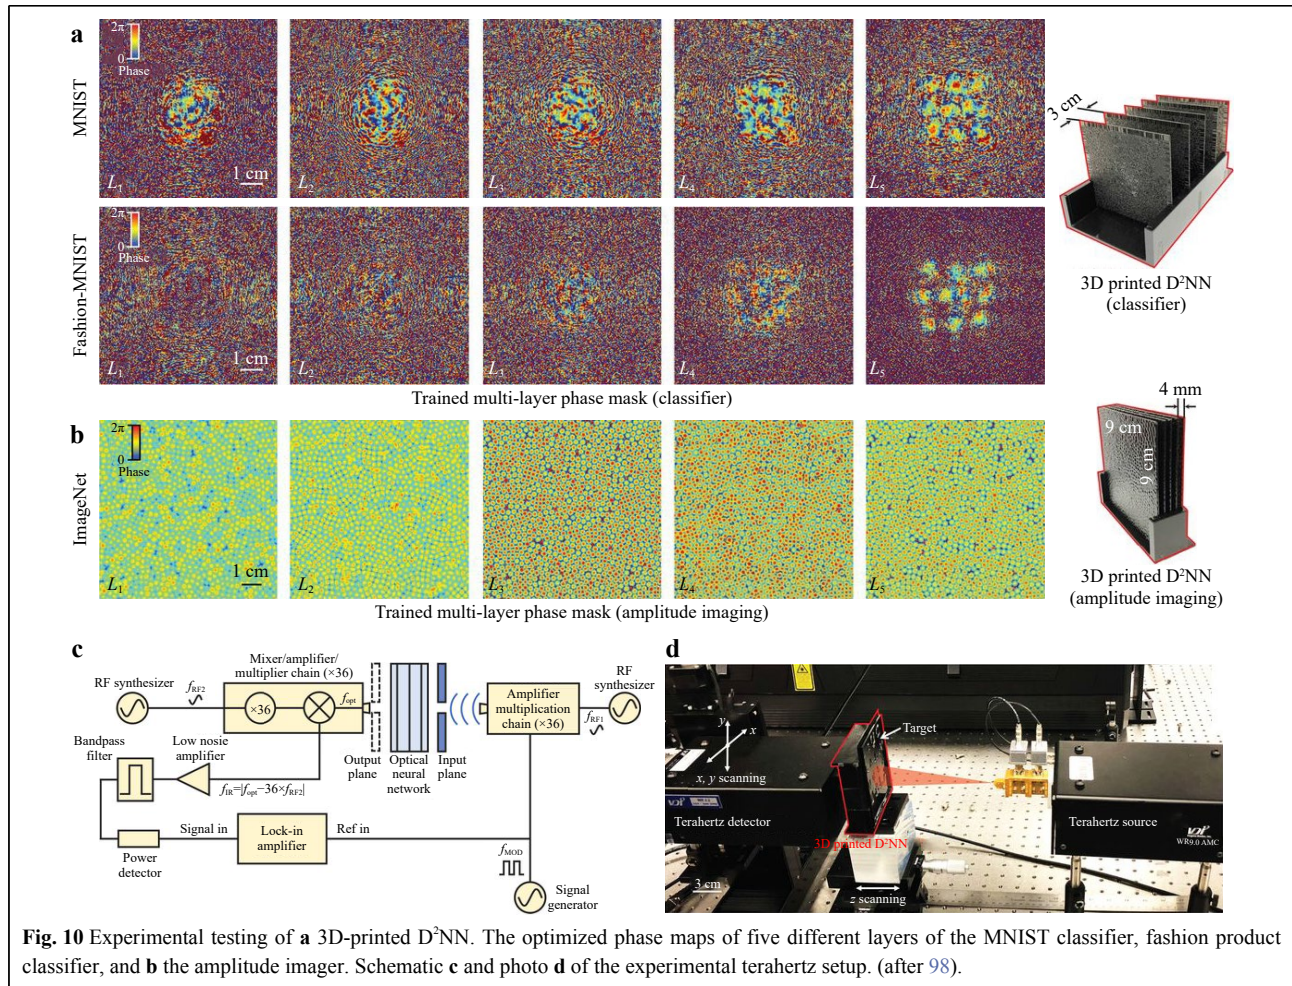 a
2π
0
Phase
MNIST
L₁
1 cm
L₂
L₃
L₄
L₅
3 cm
3D printed D²NN
(classifier)
2π
0
Phase
Fashion-MNIST
L₁
1 cm
L₂
L₃
L₄
L₅
Trained multi-layer phase mask (classifier)
b
2π
0
Phase
ImageNet
L₁
1 cm
L₂
L₃
L₄
L₅
Trained multi-layer phase mask (amplitude imaging)
4 mm
9 cm
9 cm
3D printed D²NN
(amplitude imaging)
c
Mixer/amplifier/
multiplier chain (×36)
RF synthesizer
f_RF2
×36
f_opt
Output
plane
Optical
neural
network
Input
plane
Amplifier
multiplication
chain (×36)
RF
synthesizer
f_RF1
Bandpass
filter
Low nosie
amplifier
f_IR=|f_opt−36×f_RF2|
Power
detector
Signal in
Lock-in
amplifier
Ref in
f_MOD
Signal
generator
d
y
x
x, y scanning
Target
Terahertz detector
3D printed D²NN
Terahertz source
WR9.0 AMC
3 cm
z scanning
Fig. 10 Experimental testing of a 3D-printed D²NN. The optimized phase maps of five different layers of the MNIST classifier, fashion product
classifier, and b the amplitude imager. Schematic c and photo d of the experimental terahertz setup. (after 98).